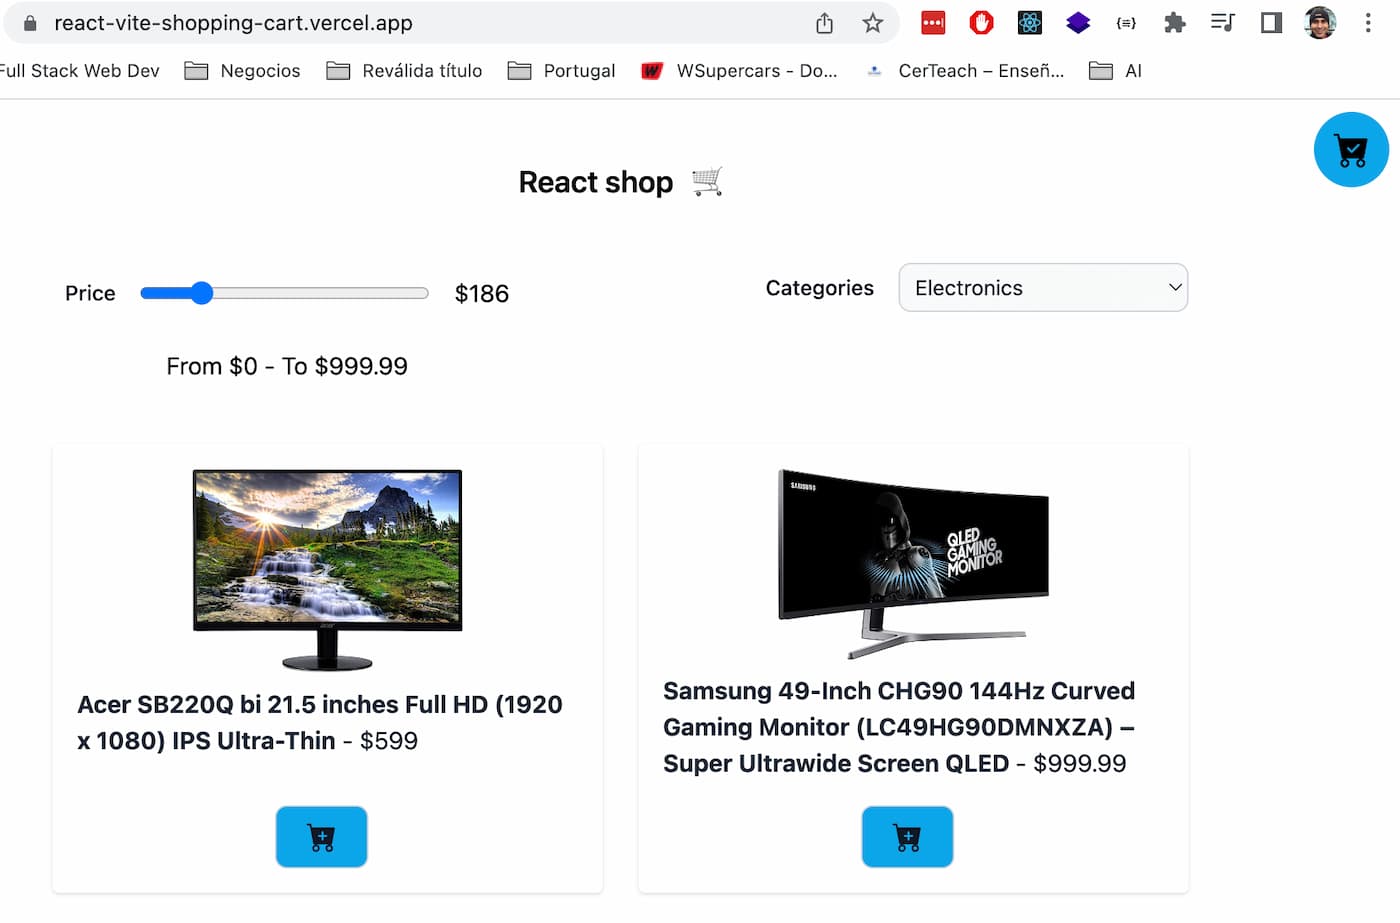 react-vite-shopping-cart.vercel.app
Full Stack Web Dev Negocios Reválida título Portugal WSupercars - Do... CerTeach – Enseñ... AI
React shop
Price $186 Categories Electronics
From $0 - To $999.99
SAMSUNG
QLED
GAMING
MONITOR
acer
Acer SB220Q bi 21.5 inches Full HD (1920
x 1080) IPS Ultra-Thin - $599
Samsung 49-Inch CHG90 144Hz Curved
Gaming Monitor (LC49HG90DMNXZA) –
Super Ultrawide Screen QLED - $999.99